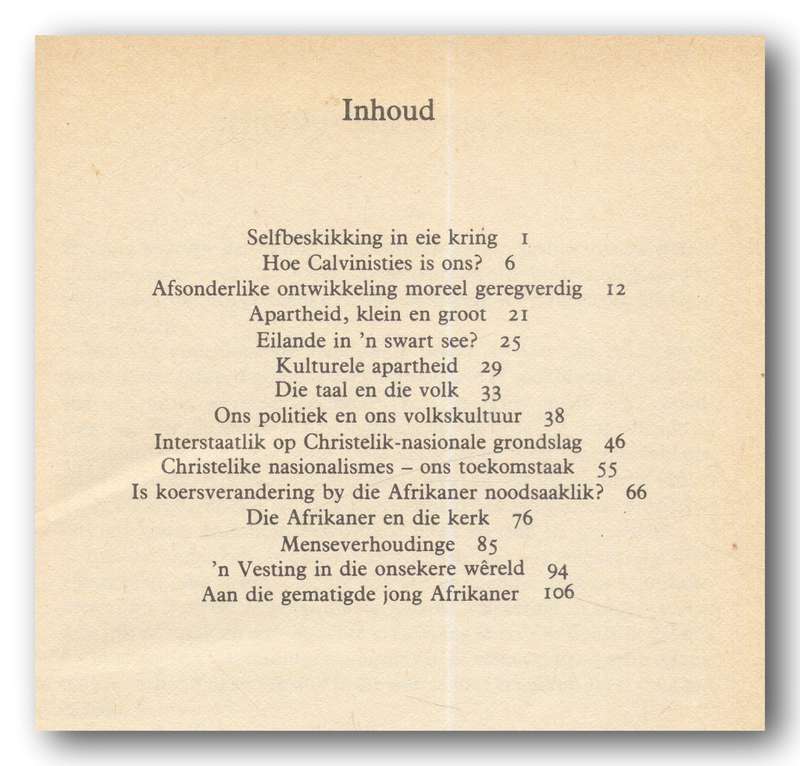 Inhoud
Selfbeskikking in eie kring 1
Hoe Calvinisties is ons? 6
Afsonderlike ontwikkeling moreel geregverdig 12
Apartheid, klein en groot 21
Eilande in 'n swart see? 25
Kulturele apartheid 29
Die taal en die volk 33
Ons politiek en ons volkskultuur 38
Interstaatlik op Christelik-nasionale grondslag 46
Christelike nasionalismes – ons toekomstaak 55
Is koersverandering by die Afrikaner noodsaaklik? 66
Die Afrikaner en die kerk 76
Menseverhoudinge 85
'n Vesting in die onsekere wêreld 94
Aan die gematigde jong Afrikaner 106